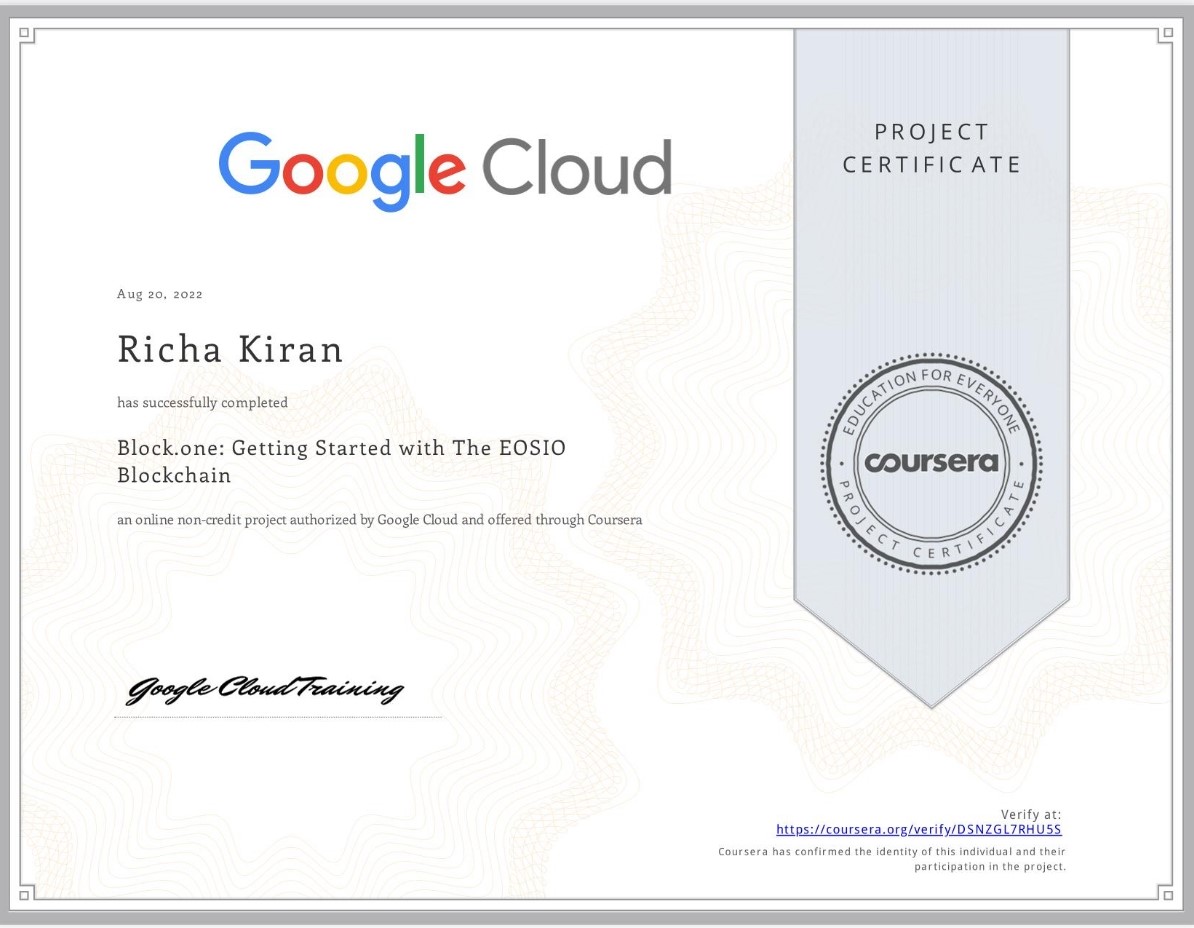 Google Cloud
PROJECT
CERTIFICATE
Aug 20, 2022
Richa Kiran
has successfully completed
Block.one: Getting Started with The EOSIO
Blockchain
an online non-credit project authorized by Google Cloud and offered through Coursera
EDUCATION FOR EVERYONE
coursera
PROJECT CERTIFICATE
Google Cloud Training
Verify at:
https://coursera.org/verify/DSNZGL7RHU5S
Coursera has confirmed the identity of this individual and their
participation in the project.